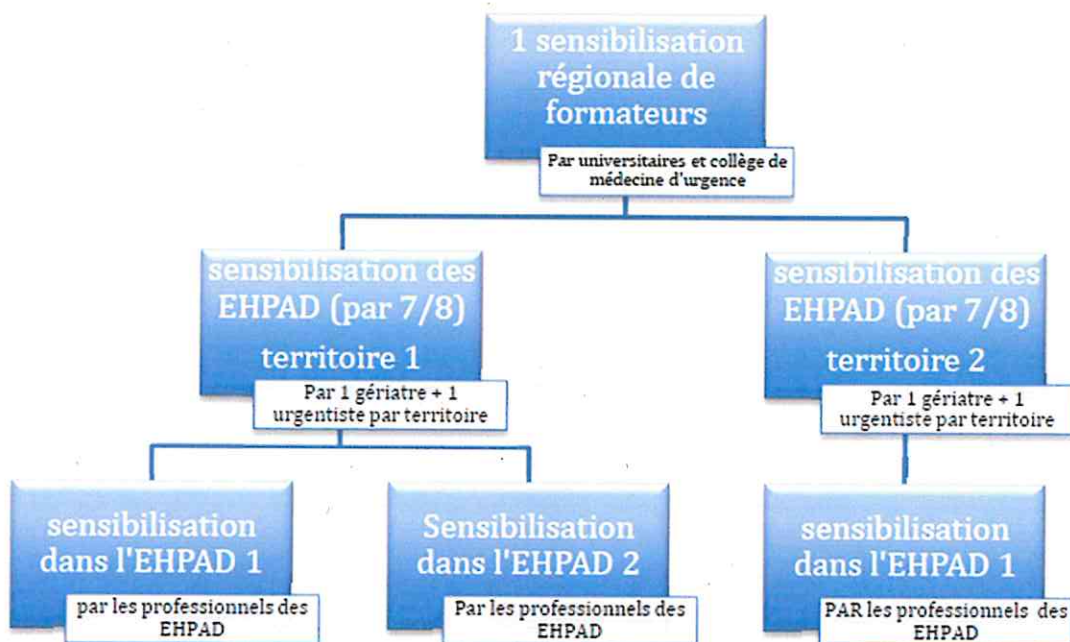 1 sensibilisation
régionale de
formateurs
Par universitaires et collège de
médecine d'urgence
sensibilisation des
EHPAD (par 7/8)
territoire 1
Par 1 gériatre + 1
urgentiste par territoire
sensibilisation des
EHPAD (par 7/8)
territoire 2
Par 1 gériatre + 1
urgentiste par territoire
sensibilisation
dans l'EHPAD 1
par les professionnels des
EHPAD
Sensibilisation
dans l'EHPAD 2
Par les professionnels des
EHPAD
sensibilisation
dans l'EHPAD 1
PAR les professionnels des
EHPAD